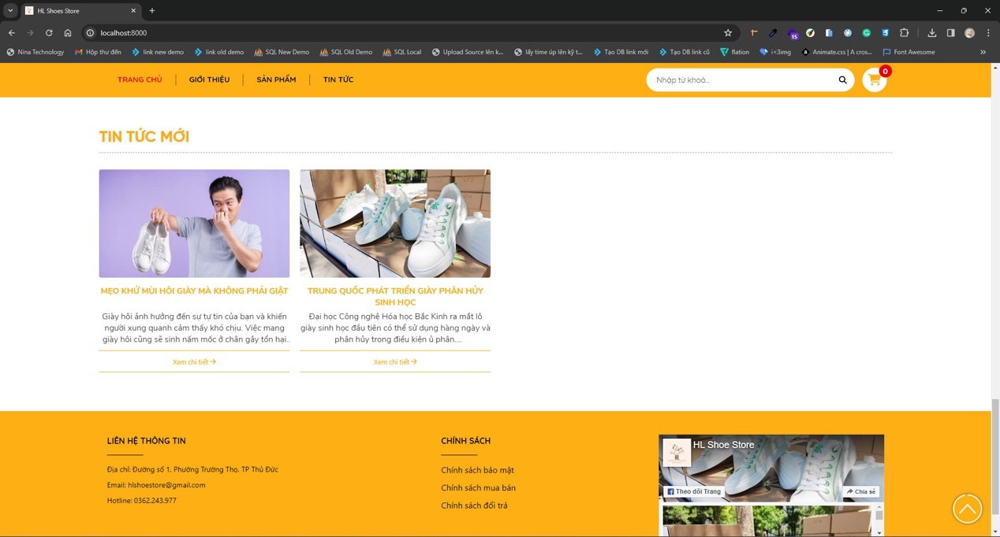 HL Shoes Store
localhost:8000
15
Nina Technology
Hộp thư đến
link new demo
link old demo
SQL New Demo
SQL Old Demo
SQL Local
Upload Source lên k...
lấy time úp lên kỹ t...
Tạo DB link mới
Tạo DB link cũ
flation
i<3img
Animate.css | A cros...
Font Awesome
TRANG CHỦ
GIỚI THIỆU
SẢN PHẨM
TIN TỨC
Nhập từ khoá...
0
TIN TỨC MỚI
MẸO KHỬ MÙI HÔI GIÀY MÀ KHÔNG PHẢI GIẶT
Giày hôi ảnh hưởng đến sự tự tin của bạn và khiến
người xung quanh cảm thấy khó chịu. Việc mang
giày hôi cũng sẽ sinh nấm mốc ở chân gây tổn hại..
Xem chi tiết
TRUNG QUỐC PHÁT TRIỂN GIÀY PHÂN HỦY
SINH HỌC
Đại học Công nghệ Hóa học Bắc Kinh ra mắt lô
giày sinh học đầu tiên có thể sử dụng hàng ngày và
phân hủy trong điều kiện ủ phân....
Xem chi tiết
LIÊN HỆ THÔNG TIN
Địa chỉ: Đường số 1, Phường Trường Thọ, TP Thủ Đức
Email: hlshoestore@gmail.com
Hotline: 0362.243.977
CHÍNH SÁCH
Chính sách bảo mật
Chính sách mua bán
Chính sách đổi trả
HL Shoe Store
HL
Theo dõi Trang
Chia sẻ